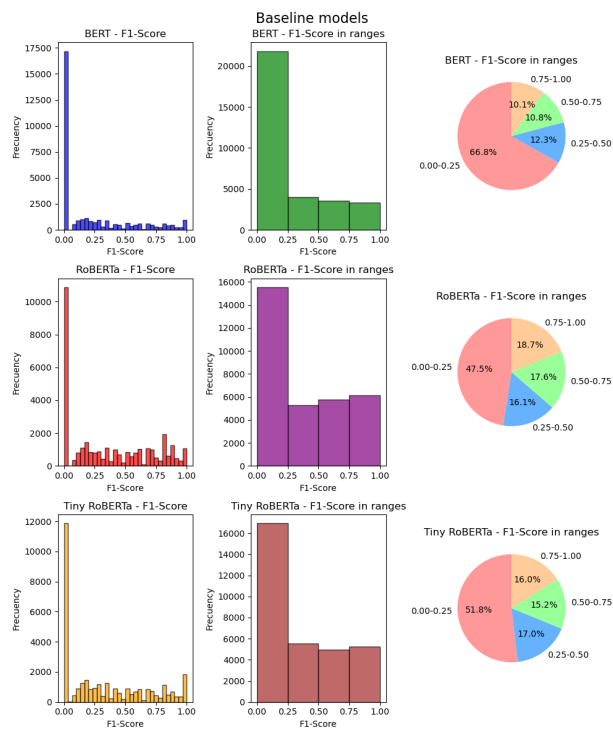 Baseline models
BERT - F1-Score
17500
15000
12500
10000
7500
5000
2500
0
Frecuency
0.00 0.25 0.50 0.75 1.00
F1-Score
BERT - F1-Score in ranges
20000
15000
10000
5000
0
Frecuency
0.00 0.25 0.50 0.75 1.00
F1-Score
BERT - F1-Score in ranges
0.75-1.00
10.1%
0.50-0.75
10.8%
12.3%
0.25-0.50
66.8%
0.00-0.25
RoBERTa - F1-Score
10000
8000
6000
4000
2000
0
Frecuency
0.00 0.25 0.50 0.75 1.00
F1-Score
RoBERTa - F1-Score in ranges
16000
14000
12000
10000
8000
6000
4000
2000
0
Frecuency
0.00 0.25 0.50 0.75 1.00
F1-Score
RoBERTa - F1-Score in ranges
0.75-1.00
18.7%
0.00-0.25
47.5%
17.6%
0.50-0.75
16.1%
0.25-0.50
Tiny RoBERTa - F1-Score
12000
10000
8000
6000
4000
2000
0
Frecuency
0.00 0.25 0.50 0.75 1.00
F1-Score
Tiny RoBERTa - F1-Score in ranges
16000
14000
12000
10000
8000
6000
4000
2000
0
Frecuency
0.00 0.25 0.50 0.75 1.00
F1-Score
Tiny RoBERTa - F1-Score in ranges
0.75-1.00
16.0%
0.00-0.25
51.8%
15.2%
0.50-0.75
17.0%
0.25-0.50